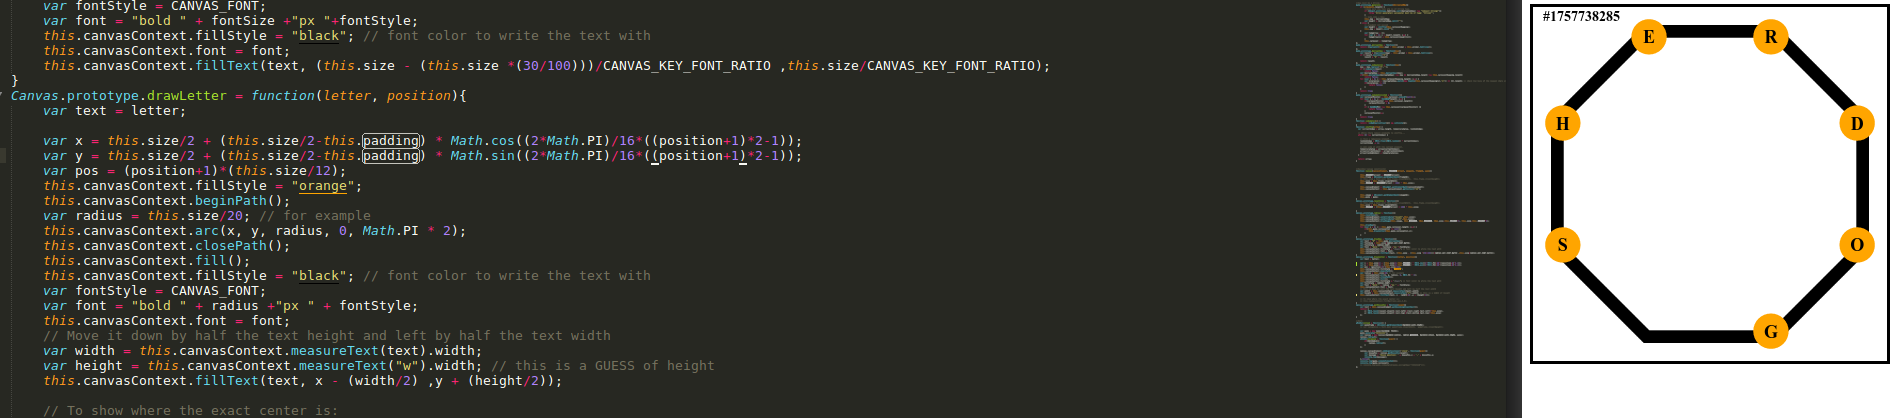 var fontStyle = CANVAS_FONT;
var font = "bold " + fontSize +"px "+fontStyle;
this.canvasContext.fillStyle = "black"; // font color to write the text with
this.canvasContext.font = font;
this.canvasContext.fillText(text, (this.size - (this.size *(30/100)))/CANVAS_KEY_FONT_RATIO ,this.size/CANVAS_KEY_FONT_RATIO);
}
Canvas.prototype.drawLetter = function(letter, position){
var text = letter;
var x = this.size/2 + (this.size/2-this.padding) * Math.cos((2*Math.PI)/16*((position+1)*2-1));
var y = this.size/2 + (this.size/2-this.padding) * Math.sin((2*Math.PI)/16*((position+1)*2-1));
var pos = (position+1)*(this.size/12);
this.canvasContext.fillStyle = "orange";
this.canvasContext.beginPath();
var radius = this.size/20; // for example
this.canvasContext.arc(x, y, radius, 0, Math.PI * 2);
this.canvasContext.closePath();
this.canvasContext.fill();
this.canvasContext.fillStyle = "black"; // font color to write the text with
var fontStyle = CANVAS_FONT;
var font = "bold " + radius +"px " + fontStyle;
this.canvasContext.font = font;
// Move it down by half the text height and left by half the text width
var width = this.canvasContext.measureText(text).width;
var height = this.canvasContext.measureText("w").width; // this is a GUESS of height
this.canvasContext.fillText(text, x - (width/2) ,y + (height/2));
// To show where the exact center is:
#1757738285
E R
H D
S O
G